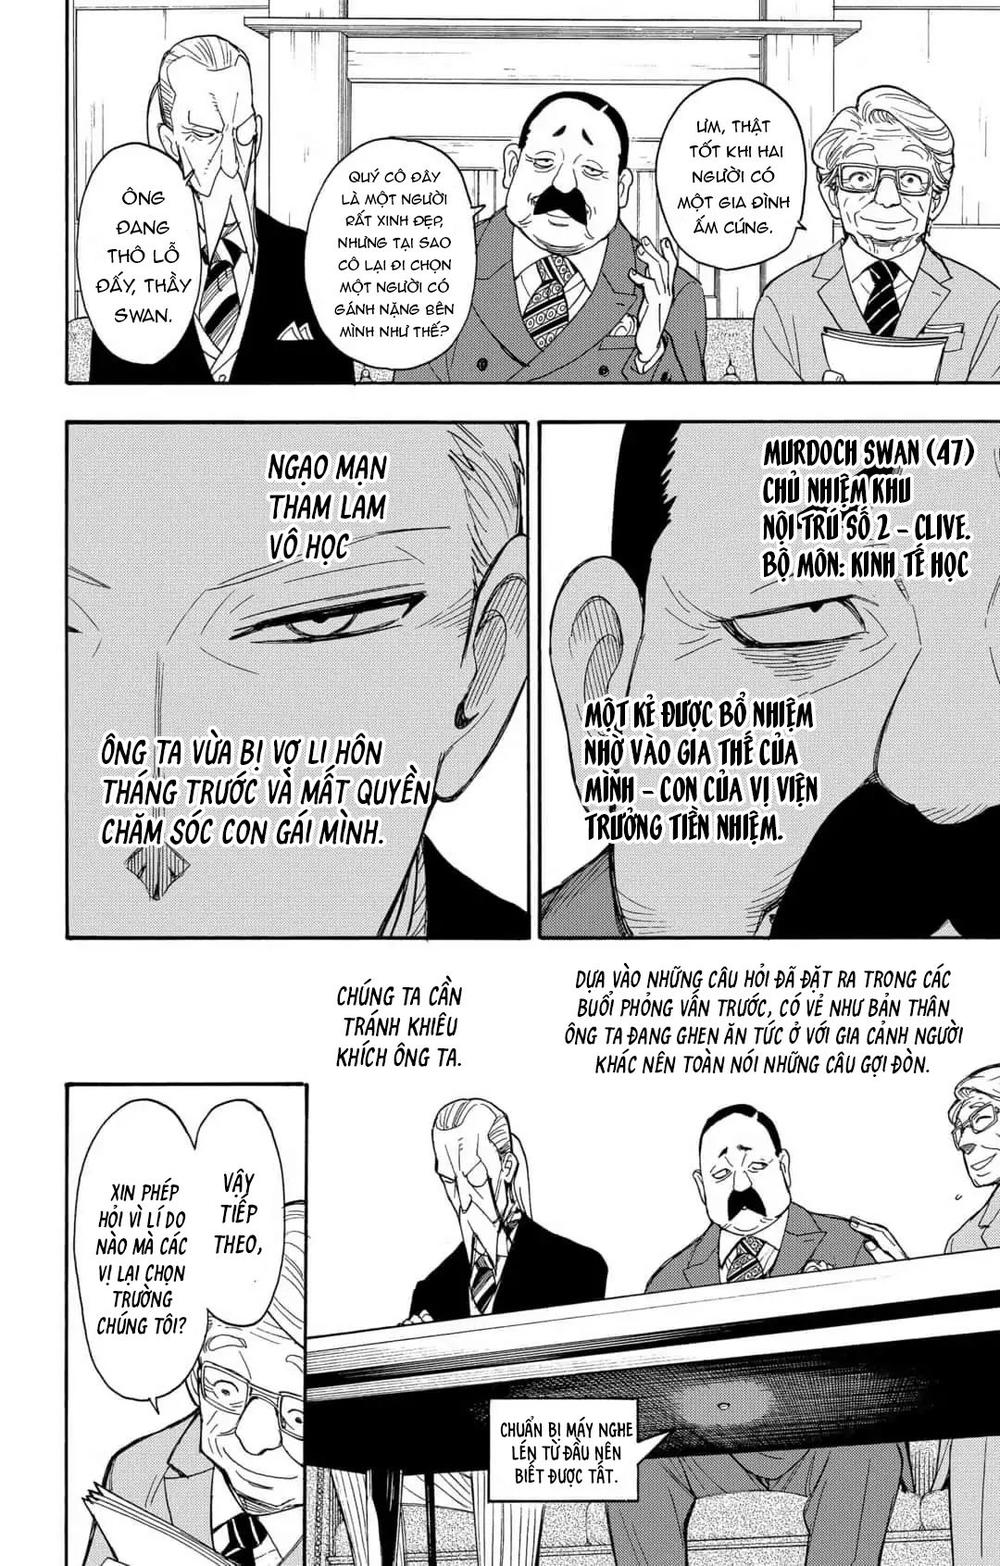 ƯM, THẬT
TỐT KHI HAI
NGƯỜI CÓ
MỘT GIA ĐÌNH
ẤM CÚNG.
QUÝ CÔ ĐÂY
LÀ MỘT NGƯỜI
RẤT XINH ĐẸP,
NHƯNG TẠI SAO
CÔ LẠI ĐI CHỌN
MỘT NGƯỜI CÓ
GÁNH NẶNG BÊN
MÌNH NHƯ THẾ?
ÔNG
ĐANG
THÔ LỖ
ĐẤY, THẦY
SWAN.
MURDOCH SWAN (47)
CHỦ NHIỆM KHU
NỘI TRÚ SỐ 2 – CLIVE.
BỘ MÔN: KINH TẾ HỌC
MỘT KẺ ĐƯỢC BỔ NHIỆM
NHỜ VÀO GIA THẾ CỦA
MÌNH – CON CỦA VỊ VIỆN
TRƯỞNG TIỀN NHIỆM.
NGẠO MẠN
THAM LAM
VÔ HỌC
ÔNG TA VỪA BỊ VỢ LI HÔN
THÁNG TRƯỚC VÀ MẤT QUYỀN
CHĂM SÓC CON GÁI MÌNH.
DỰA VÀO NHỮNG CÂU HỎI ĐÃ ĐẶT RA TRONG CÁC
BUỔI PHỎNG VẤN TRƯỚC, CÓ VẺ NHƯ BẢN THÂN
ÔNG TA ĐANG GHEN ĂN TỨC Ở VỚI GIA CẢNH NGƯỜI
KHÁC NÊN TOÀN NÓI NHỮNG CÂU GỢI ĐÒN.
CHÚNG TA CẦN
TRÁNH KHIÊU
KHÍCH ÔNG TA.
CHUẨN BỊ MÁY NGHE
LÉN TỪ ĐẦU NÊN
BIẾT ĐƯỢC TẤT.
VẬY
TIẾP
THEO,
XIN PHÉP
HỎI VÌ LÍ DO
NÀO MÀ CÁC
VỊ LẠI CHỌN
TRƯỜNG
CHÚNG TÔI?